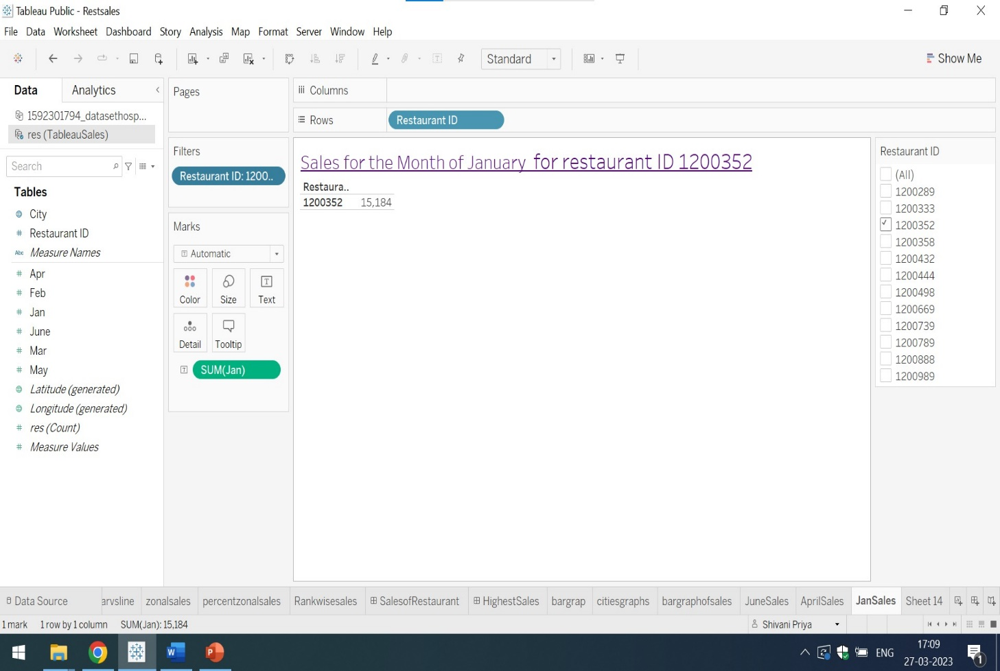 Tableau Public - Restsales
File Data Worksheet Dashboard Story Analysis Map Format Server Window Help
Standard
Show Me
Data Analytics
1592301794_datasethosp...
res (TableauSales)
Search
Tables
City
Restaurant ID
Abc Measure Names
Apr
Feb
Jan
June
Mar
May
Latitude (generated)
Longitude (generated)
res (Count)
Measure Values
Pages
Filters
Restaurant ID: 1200..
Marks
Automatic
Color Size Text
Detail Tooltip
SUM(Jan)
iii Columns
Rows Restaurant ID
Sales for the Month of January for restaurant ID 1200352
Restaura..
1200352 15,184
Restaurant ID
(All)
1200289
1200333
1200352
1200358
1200432
1200444
1200498
1200669
1200739
1200789
1200888
1200989
Data Source arvsline zonalsales percentzonalsales Rankwisesales SalesofRestaurant HighestSales bargrap citiesgraphs bargraphofsales JuneSales AprilSales JanSales Sheet 14
1 mark 1 row by 1 column SUM(Jan): 15,184 Shivani Priya
W P ENG 17:09
27-03-2023 1